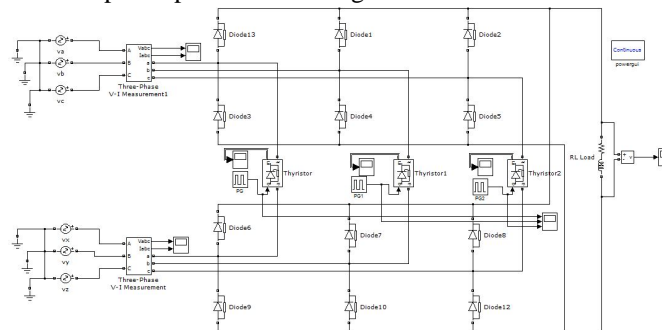 Diode13
Diode1
Diode2
Continuous
powergui
va
vb
vc
A
B
C
Vabc
Iabc
a
b
c
Three-Phase
V-I Measurement1
Diode3
Diode4
Diode5
RL Load
Thyristor
Thyristor1
Thyristor2
PG
PG1
PG2
Diode6
Diode7
Diode8
vx
vy
va
A
B
C
Vabc
Iabc
a
b
c
Three-Phase
V-I Measurement
Diode9
Diode10
Diode12